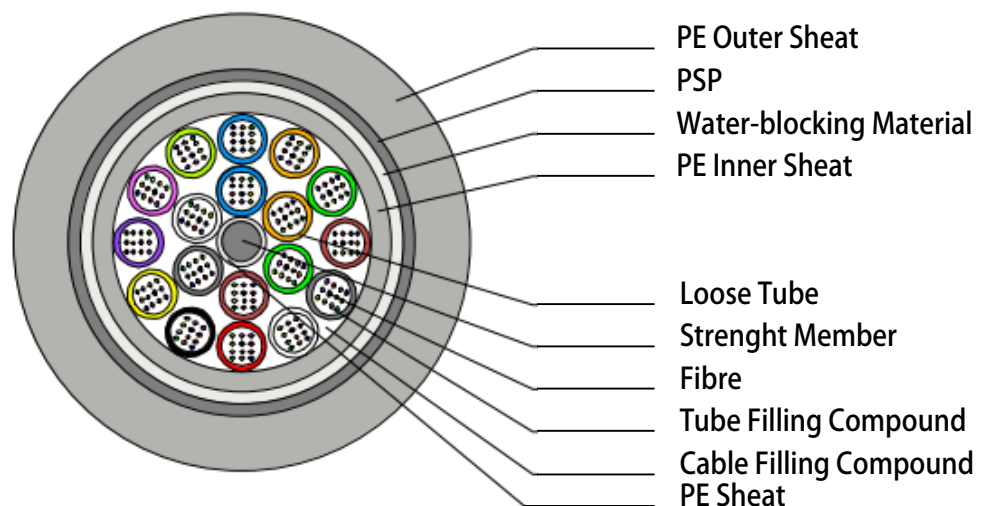 PE Outer Sheat
PSP
Water-blocking Material
PE Inner Sheat
Loose Tube
Strenght Member
Fibre
Tube Filling Compound
Cable Filling Compound
PE Sheat